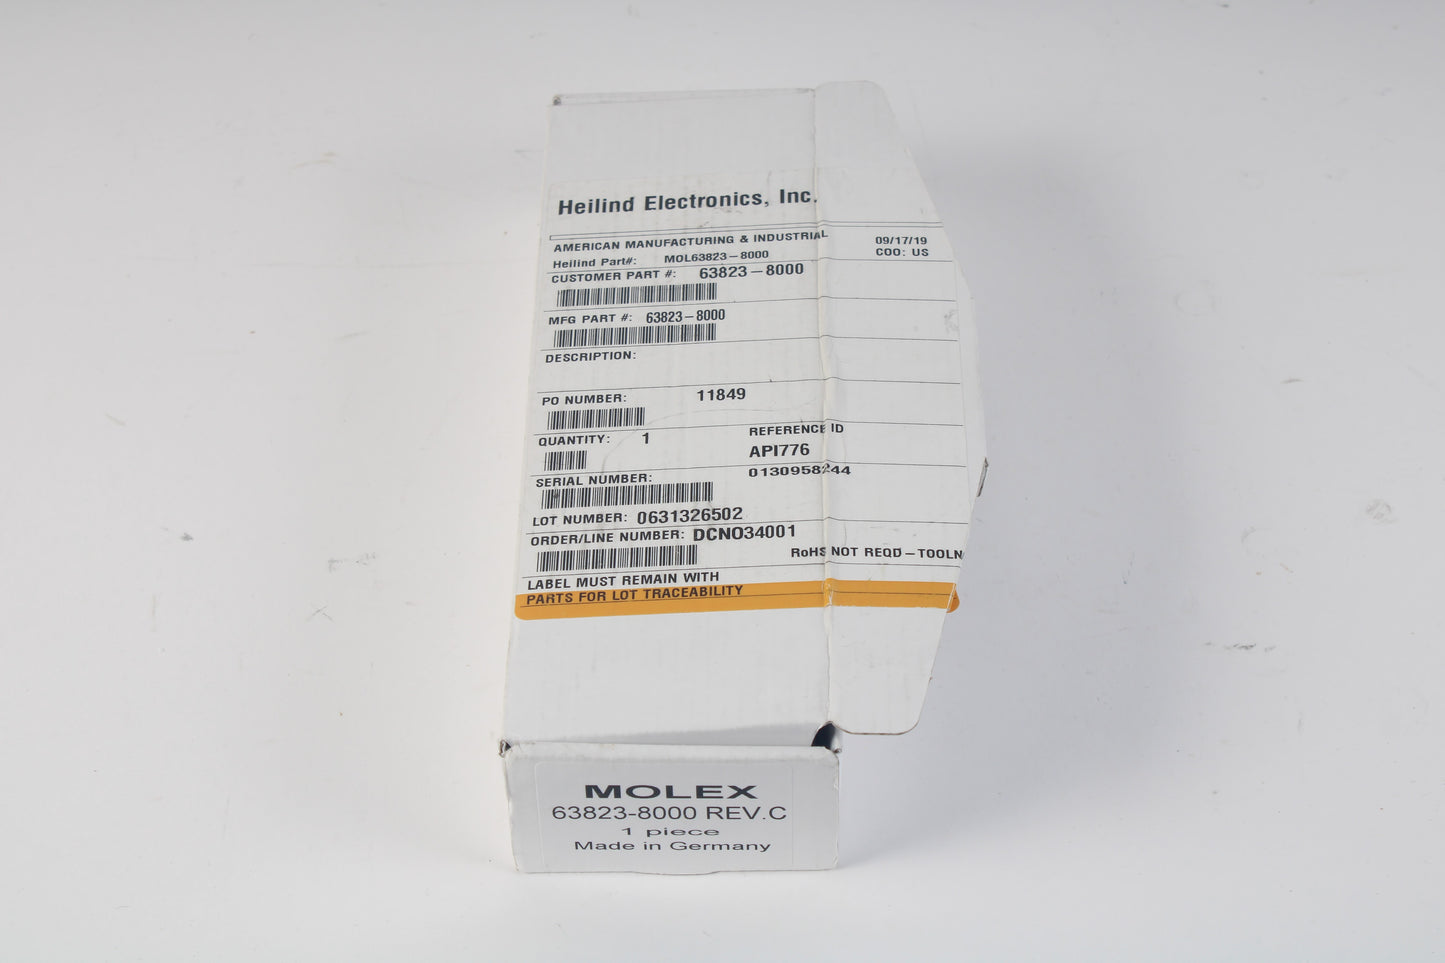 Heilind Electronics, Inc.
AMERICAN MANUFACTURING & INDUSTRIAL 09/17/19
Heilind Part#: MOL63823-8000 COO: US
CUSTOMER PART #: 63823-8000
MFG PART #: 63823-8000
DESCRIPTION:
PO NUMBER: 11849
QUANTITY: 1 REFERENCE ID
API776
SERIAL NUMBER: 0130958244
LOT NUMBER: 0631326502
ORDER/LINE NUMBER: DCNO34001
RoHS NOT REQD-TOOLN
LABEL MUST REMAIN WITH
PARTS FOR LOT TRACEABILITY
MOLEX
63823-8000 REV.C
1 piece
Made in Germany